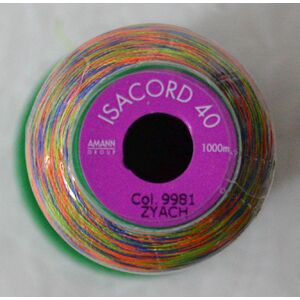 ISACORD 40
AMANN
GROUP
1000m
Col. 9981
ZYACH